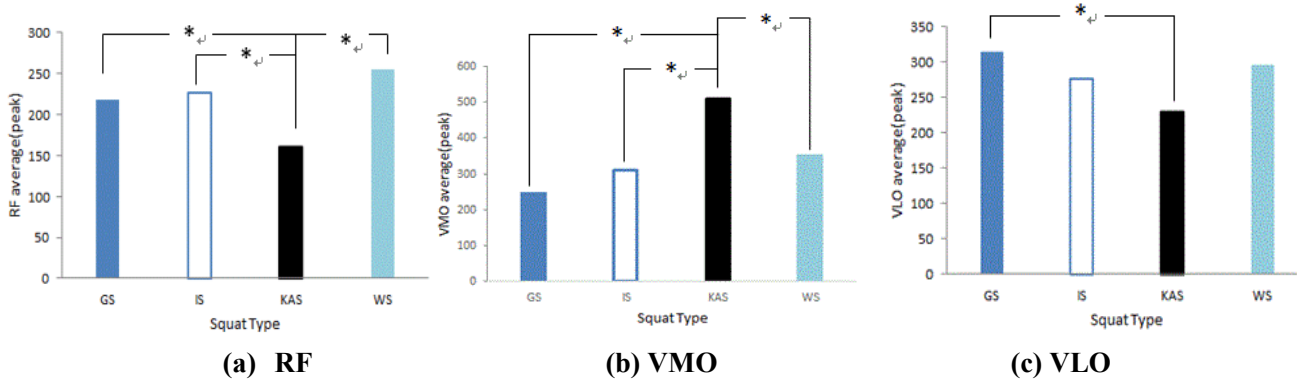 300
250
200
150
100
50
0
RF average(peak)
*↵
*↵
*↵
GS IS KAS WS
Squat Type
(a) RF
600
500
400
300
200
100
0
VMO average(peak)
*↵
*↵
*↵
GS IS KAS WS
Squat Type
(b) VMO
350
300
250
200
150
100
50
0
VLO average(peak)
*↵
GS IS KAS WS
Squat Type
(c) VLO